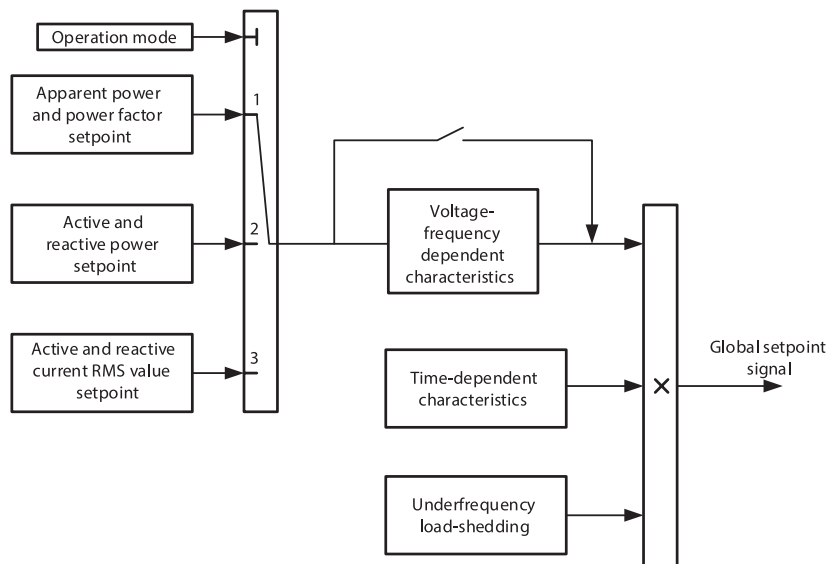 Operation mode
Apparent power
and power factor
setpoint
1
Active and
reactive power
setpoint
2
Active and reactive
current RMS value
setpoint
3
Voltage-
frequency
dependent
characteristics
Time-dependent
characteristics
Underfrequency
load-shedding
Global setpoint
signal